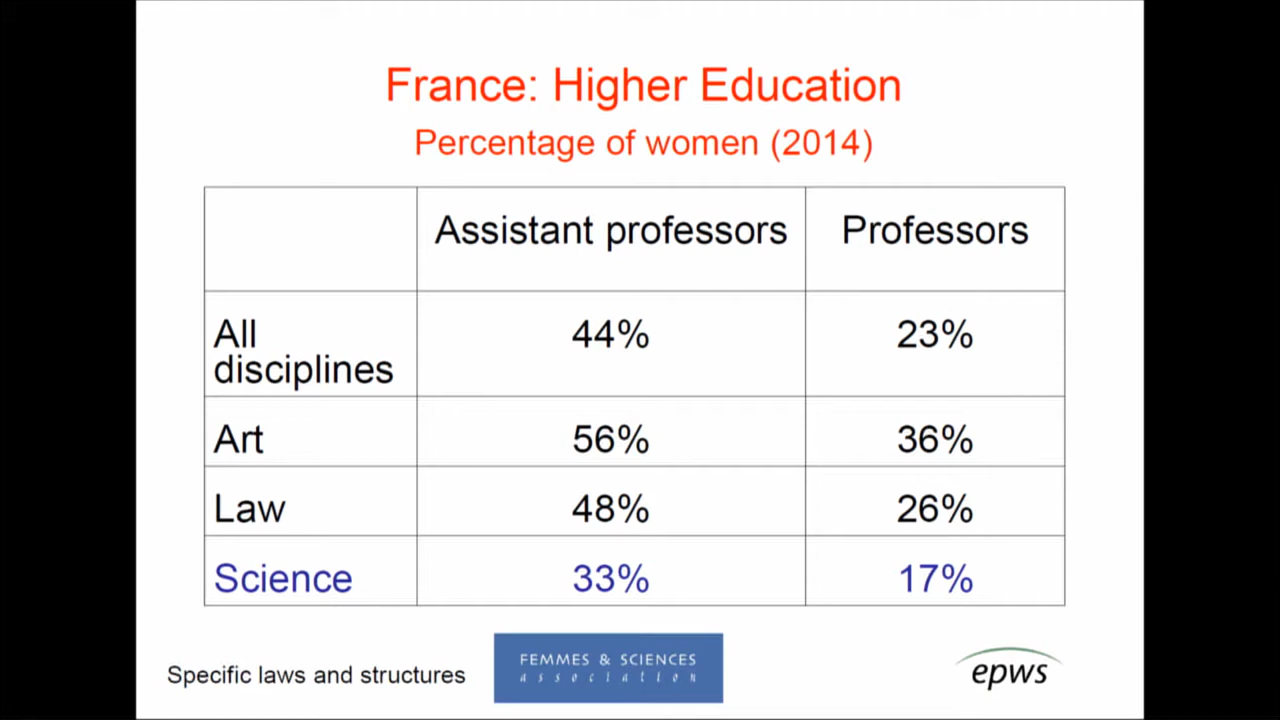 France: Higher Education
Percentage of women (2014)
Assistant professors Professors
All
disciplines 44% 23%
Art 56% 36%
Law 48% 26%
Science 33% 17%
Specific laws and structures
FEMMES & SCIENCES
association
epws